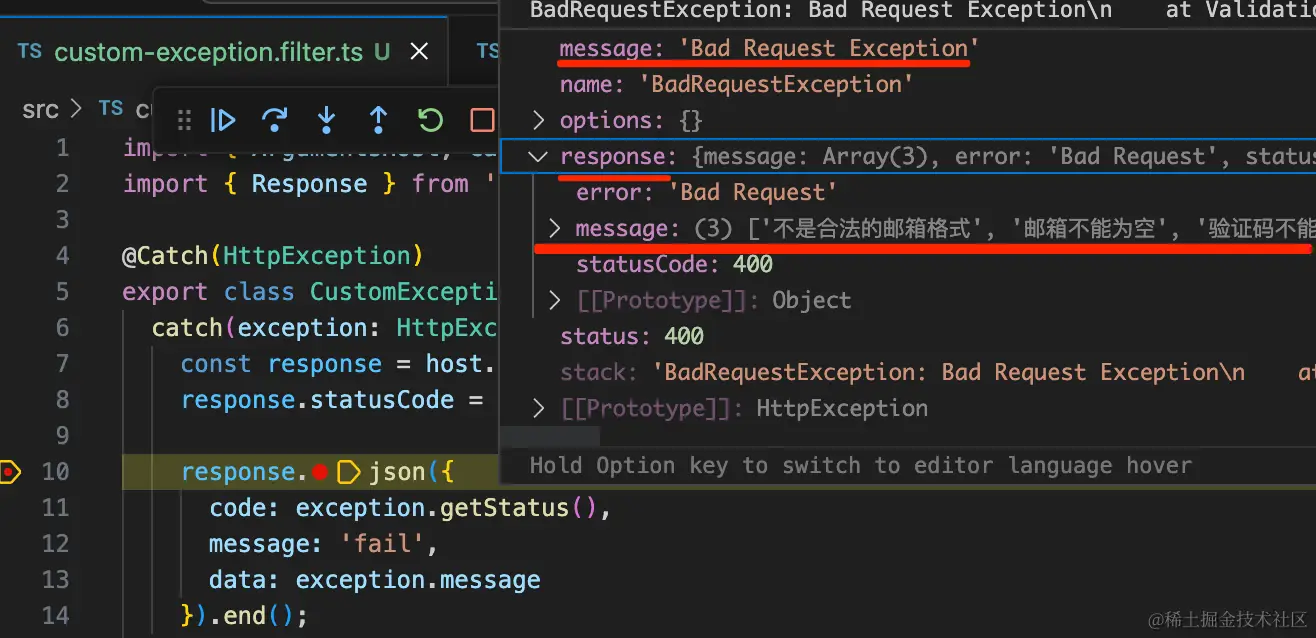 BadRequestException: Bad Request Exception\n    at Validati
TS custom-exception.filter.ts U
TS
message: 'Bad Request Exception'
name: 'BadRequestException'
src > TS c
options: {}
1 import { ArgumentsHost, Ca
response: {message: Array(3), error: 'Bad Request', status
2 import { Response } from '
error: 'Bad Request'
3
message: (3) ['不是合法的邮箱格式', '邮箱不能为空', '验证码不能
4 @Catch(HttpException)
statusCode: 400
5 export class CustomExcepti
[[Prototype]]: Object
6 catch(exception: HttpExc
status: 400
7 const response = host.
stack: 'BadRequestException: Bad Request Exception\n    at
8 response.statusCode =
[[Prototype]]: HttpException
9
Hold Option key to switch to editor language hover
10 response.json({
11 code: exception.getStatus(),
12 message: 'fail',
13 data: exception.message
14 }).end();
@稀土掘金技术社区